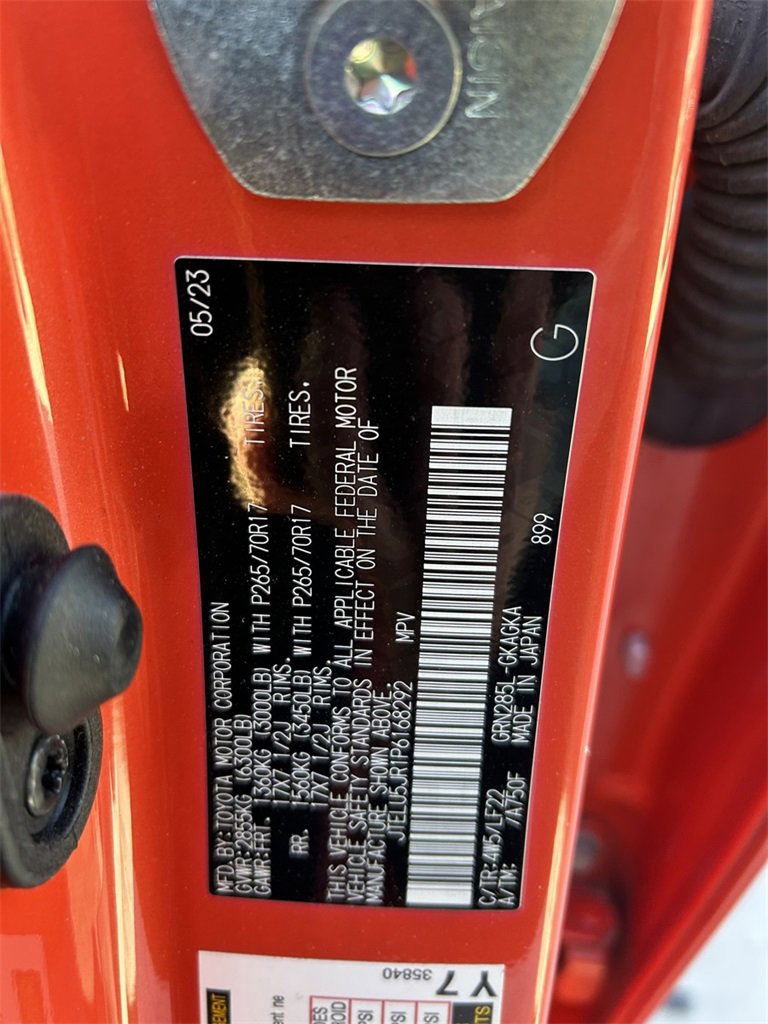 AISIN
05/23
MFD.BY:TOYOTA MOTOR CORPORATION
GVWR:2855KG (6300LB)
GAWR:FRT. 1360KG (3000LB) WITH P265/70R17 TIRES,
17X7 1/2J RIMS.
RR. 1560KG (3450LB) WITH P265/70R17 TIRES.
17X7 1/2J RIMS.
THIS VEHICLE CONFORMS TO ALL APPLICABLE FEDERAL MOTOR
VEHICLE SAFETY STANDARDS IN EFFECT ON THE DATE OF
MANUFACTURE SHOWN ABOVE.
JTELU5JR1P6168292 MPV
899
G
C/TR:4W5/LF22 GRN285L-GKAGKA
A/TM: /A750F MADE IN JAPAN
Y7
35840